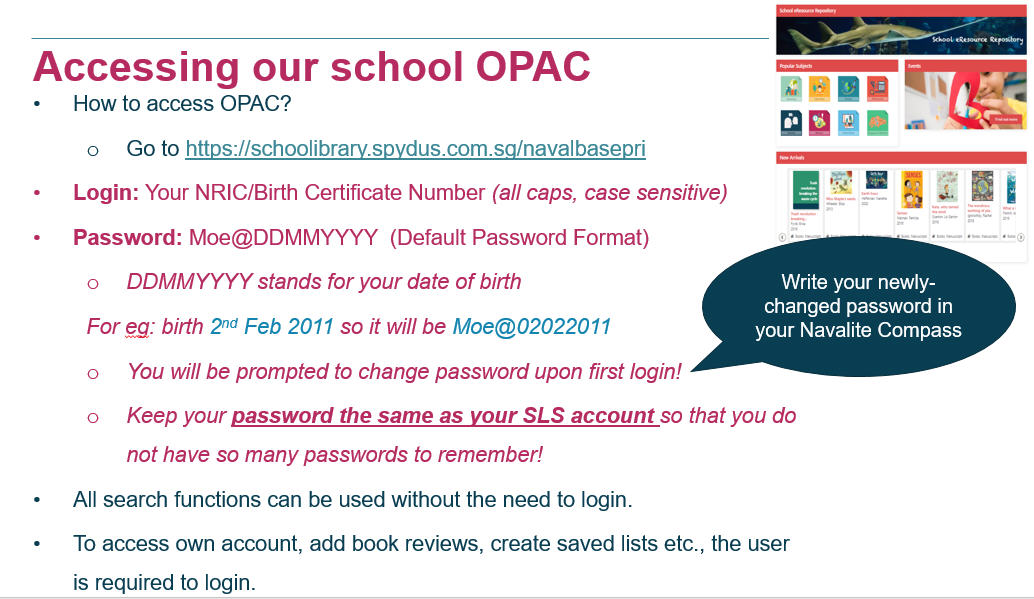 School eResource Repository
School eResource Repository
Popular Subjects
Events
Find out more
New Arrivals
Accessing our school OPAC
• How to access OPAC?
o Go to https://schoolibrary.spydus.com.sg/navalbasepri
• Login: Your NRIC/Birth Certificate Number (all caps, case sensitive)
• Password: Moe@DDMMYYYY (Default Password Format)
o DDMMYYYY stands for your date of birth
For eg: birth 2nd Feb 2011 so it will be Moe@02022011
o You will be prompted to change password upon first login!
Write your newly-
changed password in
your Navalite Compass
o Keep your password the same as your SLS account so that you do
not have so many passwords to remember!
• All search functions can be used without the need to login.
• To access own account, add book reviews, create saved lists etc., the user
is required to login.